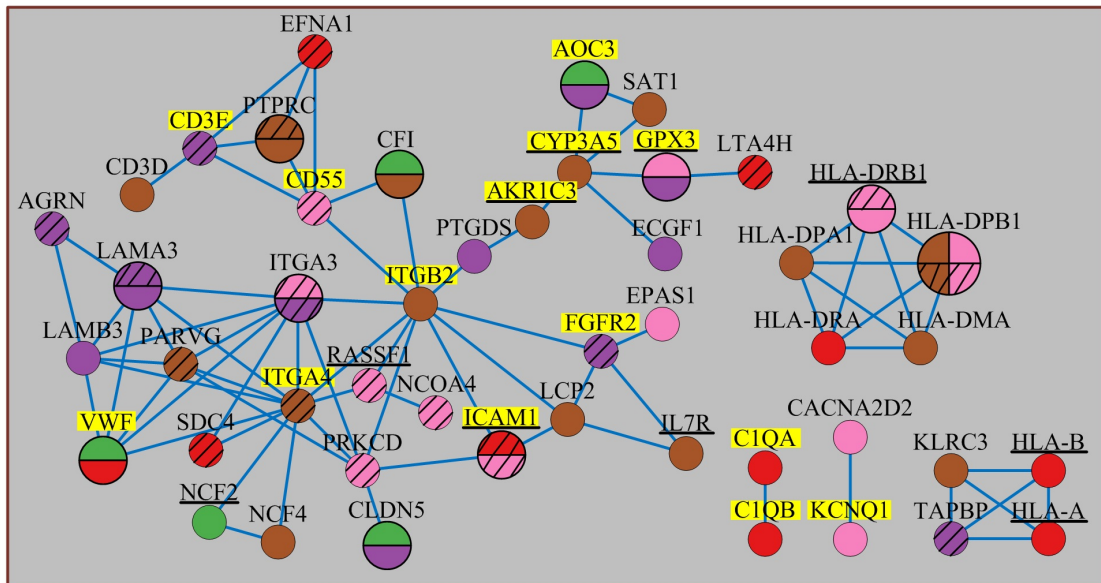 EFNA1
AOC3
SAT1
PTPRC
CD3E
CFI
CYP3A5
GPX3
LTA4H
CD3D
CD55
HLA-DRB1
AKR1C3
AGRN
PTGDS
ECGF1
HLA-DPA1
HLA-DPB1
LAMA3
ITGA3
ITGB2
EPAS1
LAMB3
PARVG
FGFR2
HLA-DRA
HLA-DMA
RASSF1
NCOA4
ITGA4
LCP2
VWF
SDC4
ICAM1
IL7R
CACNA2D2
PRKCD
C1QA
KLRC3
HLA-B
NCF2
NCF4
CLDN5
C1QB
KCNQ1
TAPBP
HLA-A